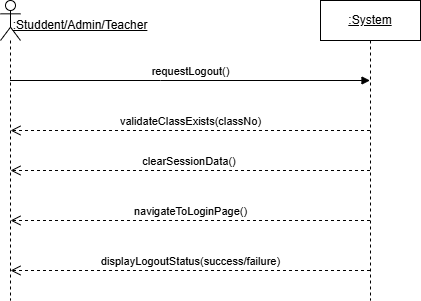 :Studdent/Admin/Teacher
:System
requestLogout()
validateClassExists(classNo)
clearSessionData()
navigateToLoginPage()
displayLogoutStatus(success/failure)